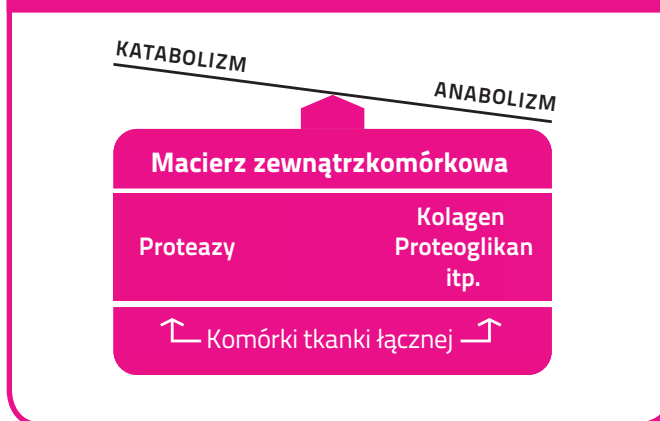 KATABOLIZM
ANABOLIZM
Macierz zewnątrzkomórkowa
Proteazy
Kolagen
Proteoglikan
itp.
Komórki tkanki łącznej